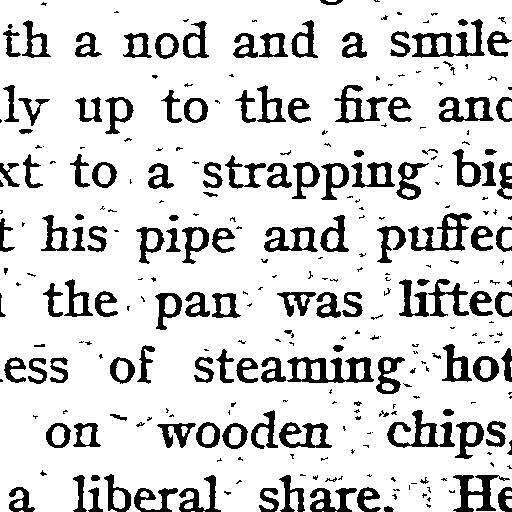 th a nod and a smile
ly up to the fire and
xt to a strapping big
t his pipe and puffed
the pan was lifted
ess of steaming hot
on wooden chips,
a liberal share. He